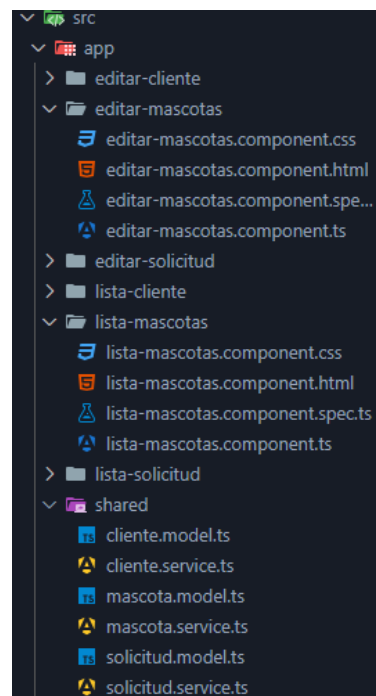 src
app
editar-cliente
editar-mascotas
editar-mascotas.component.css
editar-mascotas.component.html
editar-mascotas.component.spe...
editar-mascotas.component.ts
editar-solicitud
lista-cliente
lista-mascotas
lista-mascotas.component.css
lista-mascotas.component.html
lista-mascotas.component.spec.ts
lista-mascotas.component.ts
lista-solicitud
shared
TS cliente.model.ts
cliente.service.ts
TS mascota.model.ts
mascota.service.ts
TS solicitud.model.ts
solicitud.service.ts